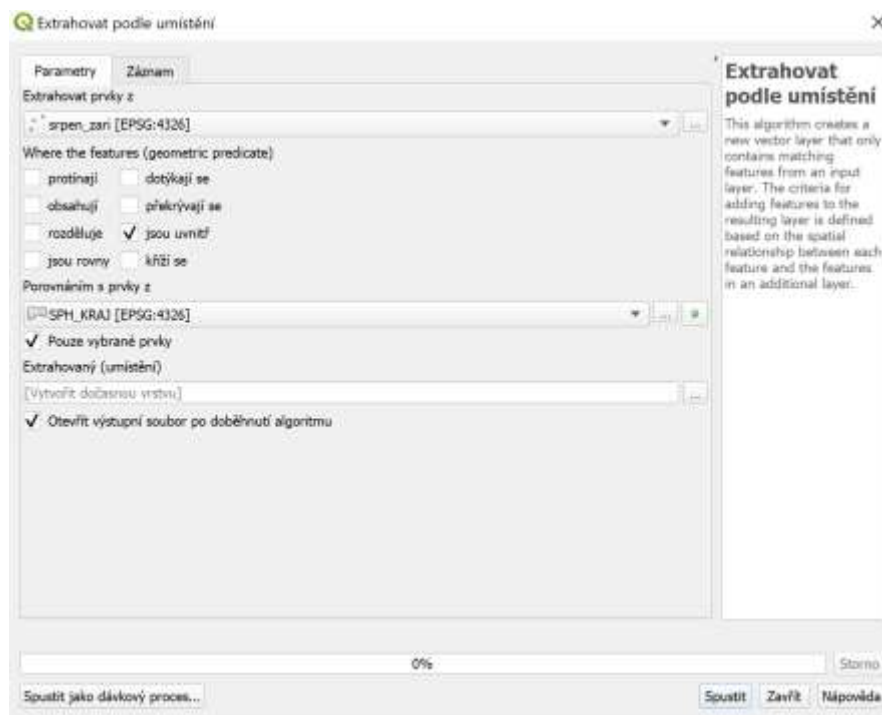 Extrahovat podle umístění
Parametry Záznam
Extrahovat prvky z
srpen_zari [EPSG:4326]
...
Where the features (geometric predicate)
protínají dotýkají se
obsahují překrývají se
rozděluje jsou uvnitř
jsou rovny kříží se
Porovnáním s prvky z
SPH_KRAJ [EPSG:4326]
...
Pouze vybrané prvky
Extrahovaný (umístění)
[Vytvořit dočasnou vrstvu]
...
Otevřít výstupní soubor po doběhnutí algoritmu
Extrahovat
podle umístění
This algorithm creates a
new vector layer that only
contains matching
features from an input
layer. The criteria for
adding features to the
resulting layer is defined
based on the spatial
relationship between each
feature and the features
in an additional layer.
0%
Storno
Spustit jako dávkový proces...
Spustit Zavřít Nápověda